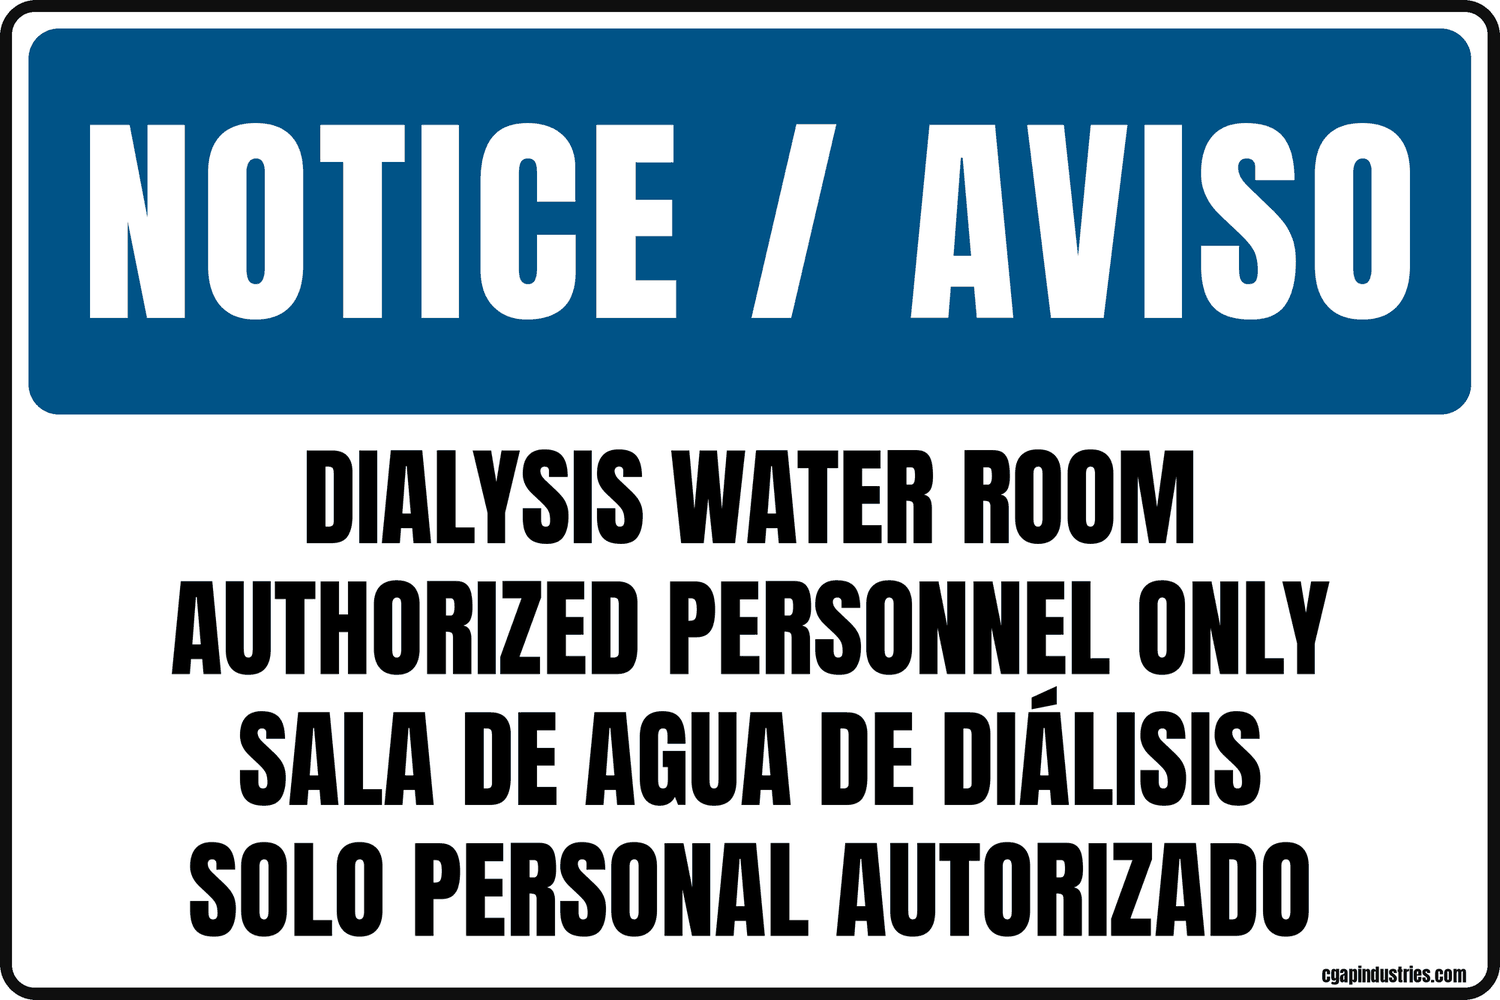 NOTICE / AVISO
DIALYSIS WATER ROOM
AUTHORIZED PERSONNEL ONLY
SALA DE AGUA DE DIÁLISIS
SOLO PERSONAL AUTORIZADO
cgapindustries.com